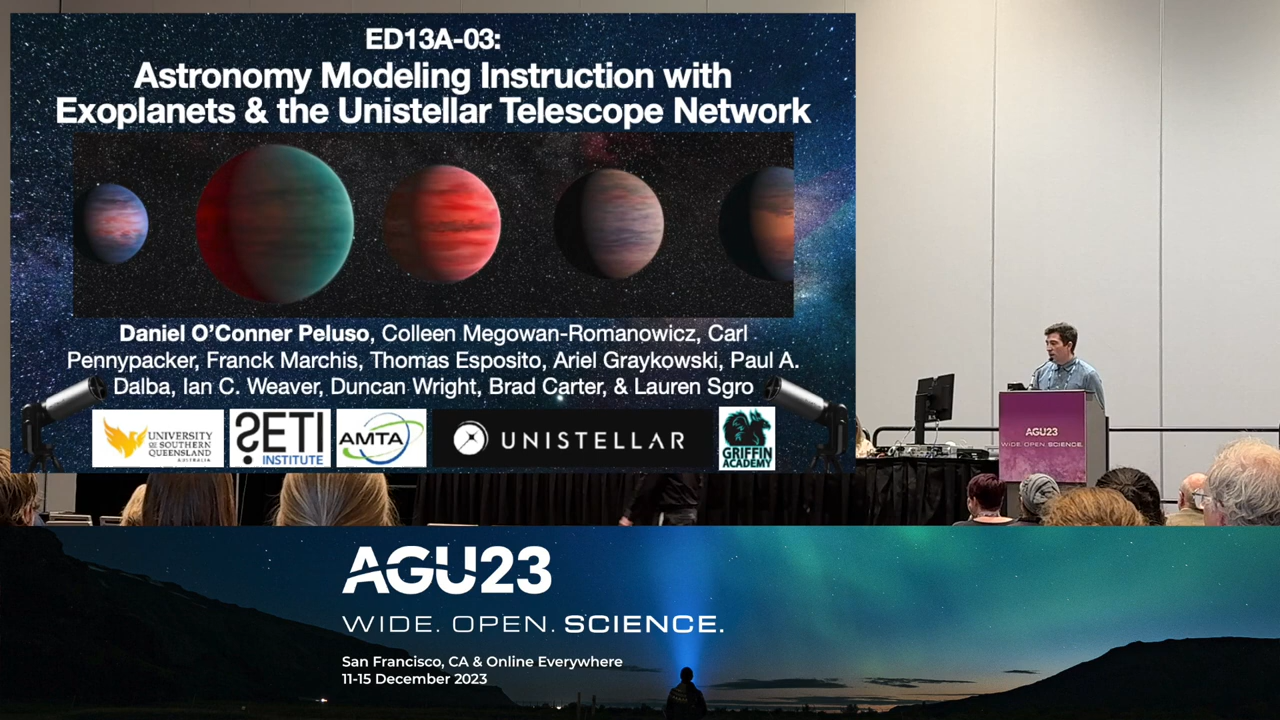 ED13A-03:
Astronomy Modeling Instruction with
Exoplanets & the Unistellar Telescope Network
Daniel O'Conner Peluso, Colleen Megowan-Romanowicz, Carl
Pennypacker, Franck Marchis, Thomas Esposito, Ariel Graykowski, Paul A.
Dalba, Ian C. Weaver, Duncan Wright, Brad Carter, & Lauren Sgro
UNIVERSITY
OF SOUTHERN
QUEENSLAND
AUSTRALIA
SETI
INSTITUTE
AMTA
UNISTELLAR
GRIFFIN
ACADEMY
AGU23
WIDE. OPEN. SCIENCE.
AGU23
WIDE. OPEN. SCIENCE.
San Francisco, CA & Online Everywhere
11-15 December 2023